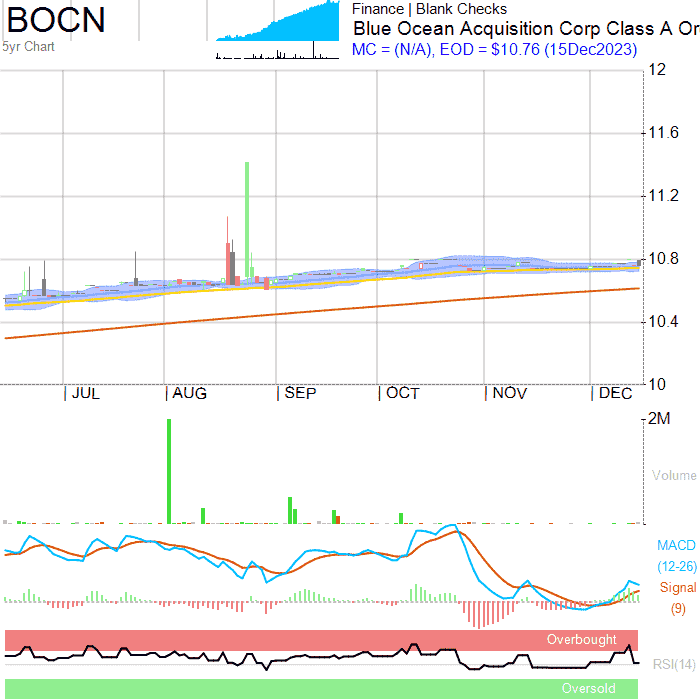 BOCN
5yr Chart
Finance | Blank Checks
Blue Ocean Acquisition Corp Class A Or
MC = (N/A), EOD = $10.76 (15Dec2023)
12
11.6
11.2
10.8
10.4
10
JUL
AUG
SEP
OCT
NOV
DEC
2M
Volume
MACD
(12-26)
Signal
(9)
Overbought
RSI(14)
Oversold